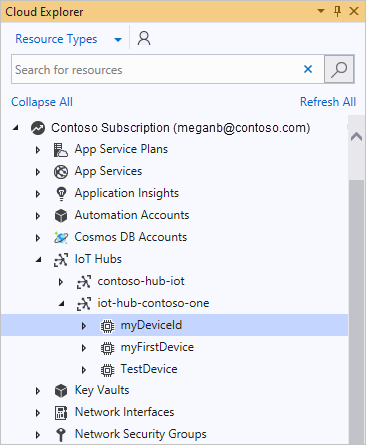 Cloud Explorer
Resource Types
Search for resources
Collapse All Refresh All
Contoso Subscription (meganb@contoso.com)
App Service Plans
App Services
Application Insights
Automation Accounts
Cosmos DB Accounts
IoT Hubs
contoso-hub-iot
iot-hub-contoso-one
myDeviceId
myFirstDevice
TestDevice
Key Vaults
Network Interfaces
Network Security Groups